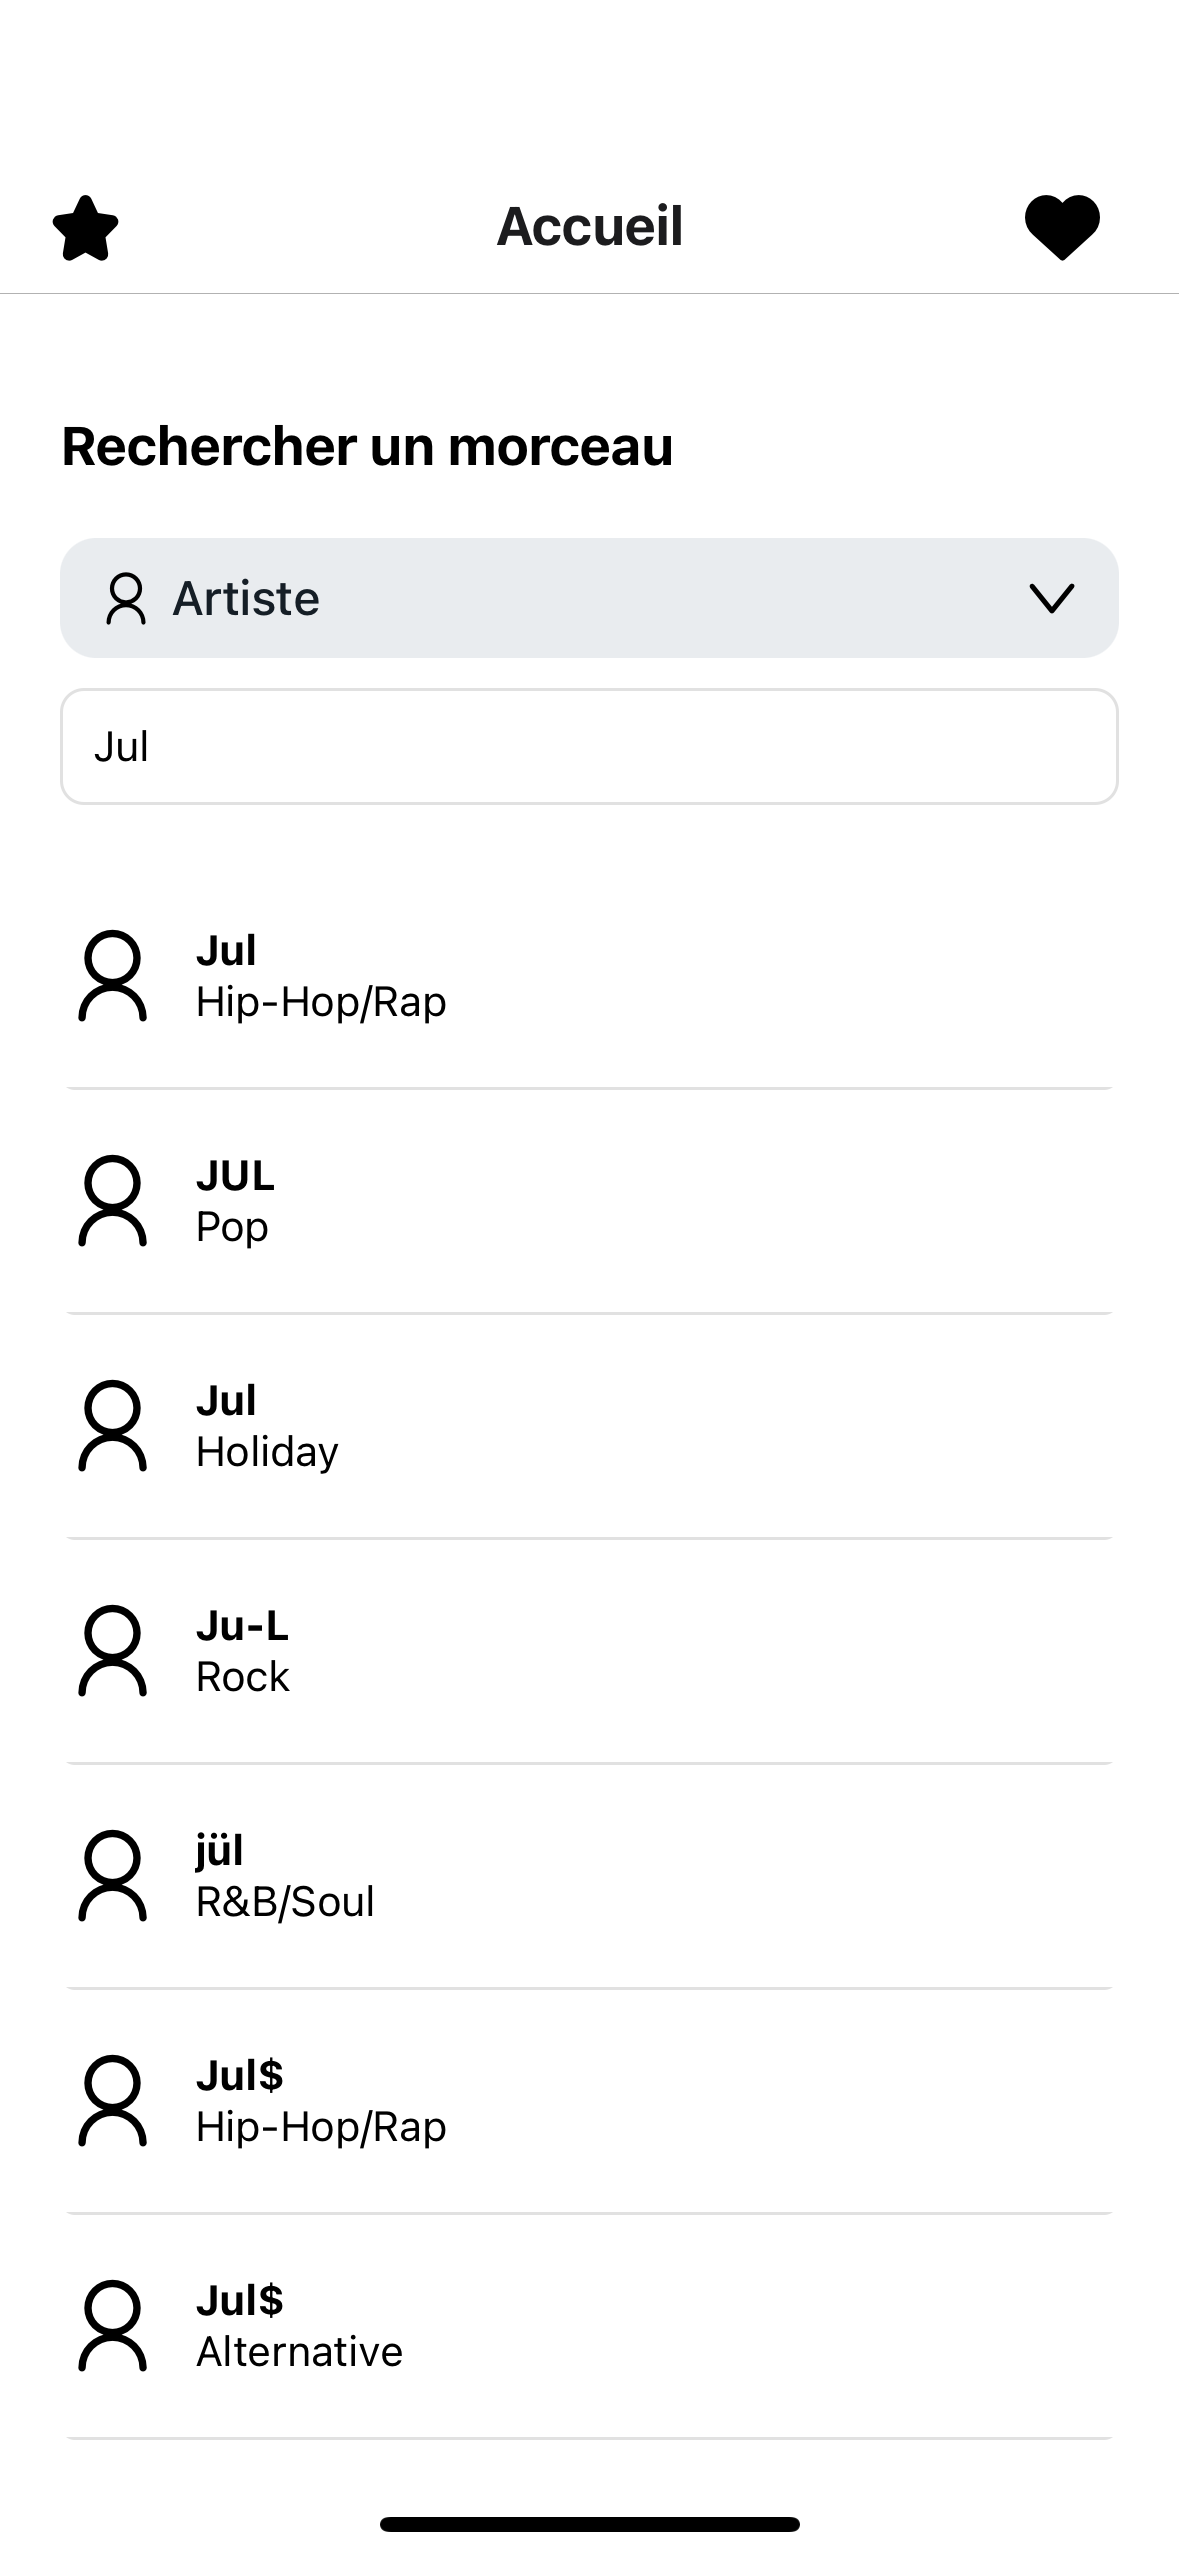 Accueil
Rechercher un morceau
Artiste
Jul
Jul
Hip-Hop/Rap
JUL
Pop
Jul
Holiday
Ju-L
Rock
jül
R&B/Soul
Jul$
Hip-Hop/Rap
Jul$
Alternative